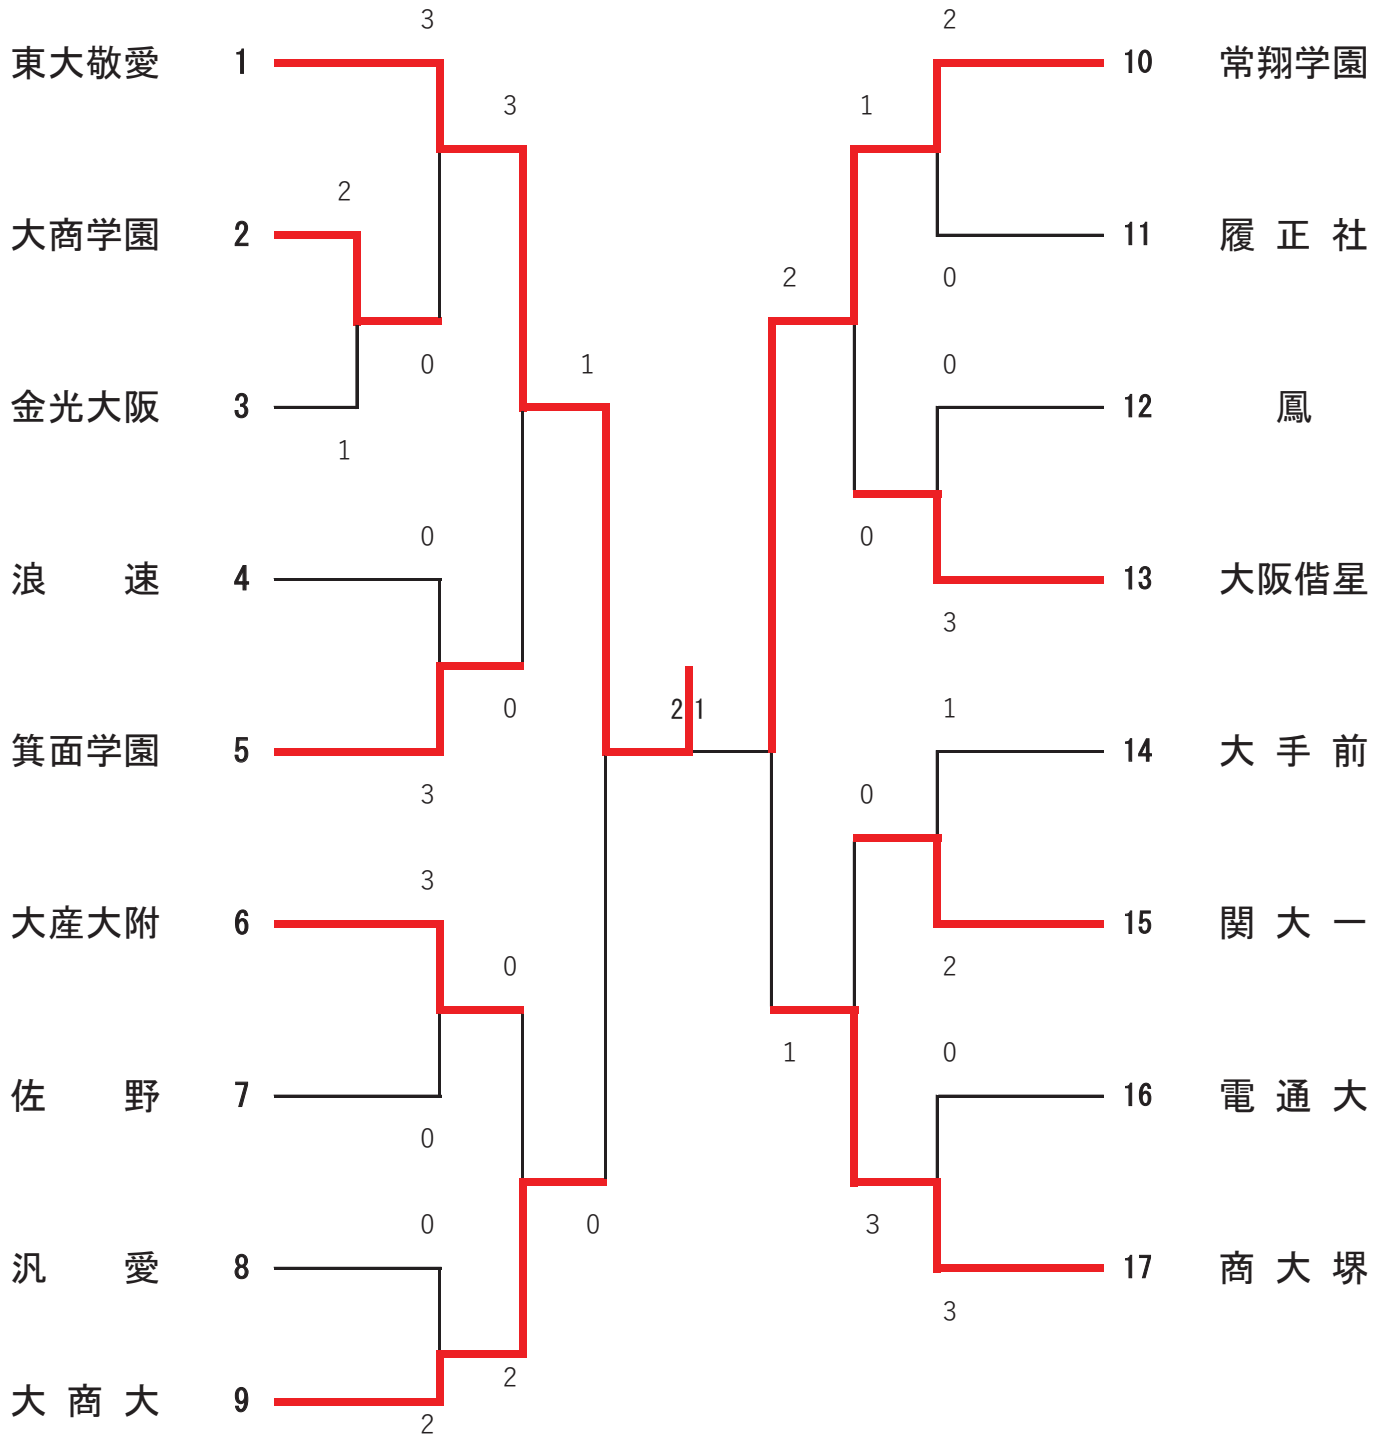 3
東大敬愛 1
3
2
大商学園 2
0
1
金光大阪 3
1
0
浪速 4
0
箕面学園 5
3
3
大産大附 6
0
佐野 7
0
0
汎愛 8
0
2
大商大 9
2
2 1
2
10 常翔学園
1
11 履正社
2
0
0
12 鳳
0
13 大阪偕星
3
1
14 大手前
0
15 関大一
2
1
0
16 電通大
3
17 商大堺
3